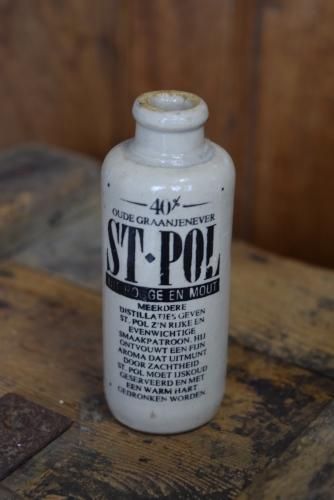 40%
OUDE GRAANJENEVER
ST·POL
UIT ROGGE EN MOUT
MEERDERE
DISTILLATIES GEVEN
ST. POL Z'N RIJKE EN
EVENWICHTIGE
SMAAKPATROON. HIJ
ONTVOUWT EEN FIJN
AROMA DAT UITMUNT
DOOR ZACHTHEID
ST. POL MOET IJSKOUD
GESERVEERD EN MET
EEN WARM HART
GEDRONKEN WORDEN.